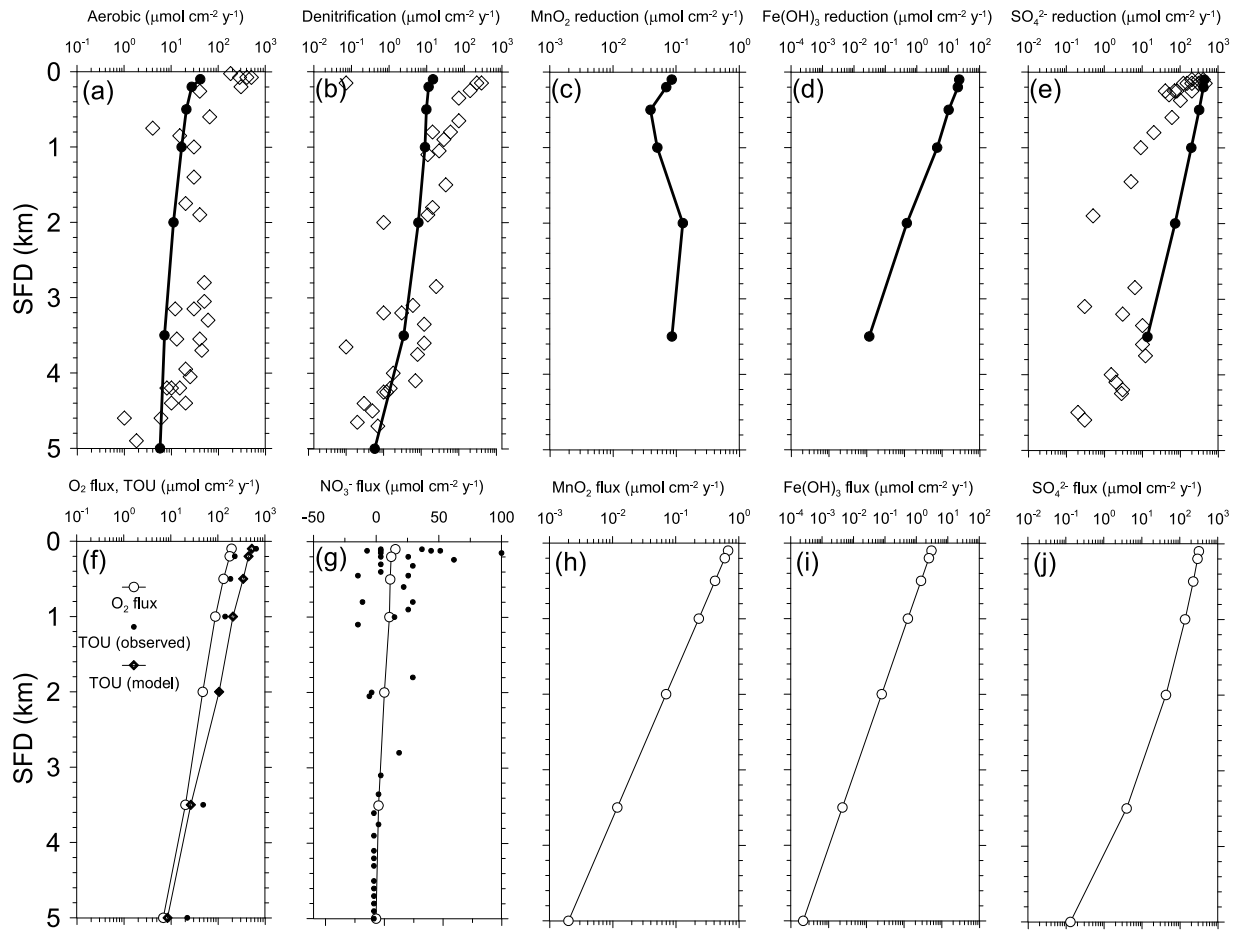 Aerobic (μmol cm⁻² y⁻¹) Denitrification (μmol cm⁻² y⁻¹) MnO₂ reduction (μmol cm⁻² y⁻¹) Fe(OH)₃ reduction (μmol cm⁻² y⁻¹) SO₄²⁻ reduction (μmol cm⁻² y⁻¹)
10⁻¹ 10⁰ 10¹ 10² 10³ 10⁻² 10⁻¹ 10⁰ 10¹ 10² 10³ 10⁻³ 10⁻² 10⁻¹ 10⁰ 10⁻⁴ 10⁻³ 10⁻² 10⁻¹ 10⁰ 10¹ 10² 10⁻² 10⁻¹ 10⁰ 10¹ 10² 10³
0
(a) (b) (c) (d) (e)
1
2
SFD (km)
3
4
5
O₂ flux, TOU (μmol cm⁻² y⁻¹) NO₃⁻ flux (μmol cm⁻² y⁻¹) MnO₂ flux (μmol cm⁻² y⁻¹) Fe(OH)₃ flux (μmol cm⁻² y⁻¹) SO₄²⁻ flux (μmol cm⁻² y⁻¹)
10⁻¹ 10⁰ 10¹ 10² 10³ −50 0 50 100 10⁻³ 10⁻² 10⁻¹ 10⁰ 10⁻⁴ 10⁻³ 10⁻² 10⁻¹ 10⁰ 10¹ 10² 10⁻² 10⁻¹ 10⁰ 10¹ 10² 10³
0
(f) (g) (h) (i) (j)
O₂ flux
1
TOU (observed)
TOU (model)
2
SFD (km)
3
4
5